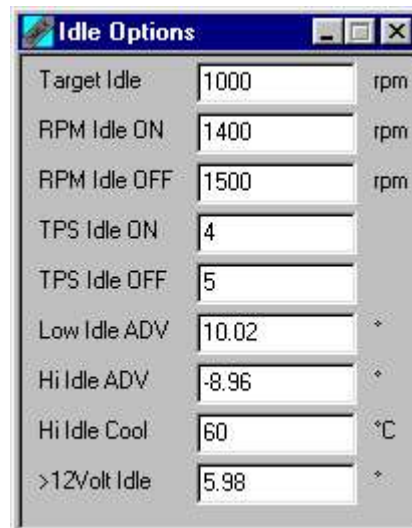 Idle Options
Target Idle 1000 rpm
RPM Idle ON 1400 rpm
RPM Idle OFF 1500 rpm
TPS Idle ON 4
TPS Idle OFF 5
Low Idle ADV 10.02 °
Hi Idle ADV -8.96 °
Hi Idle Cool 60 °C
>12Volt Idle 5.98 °